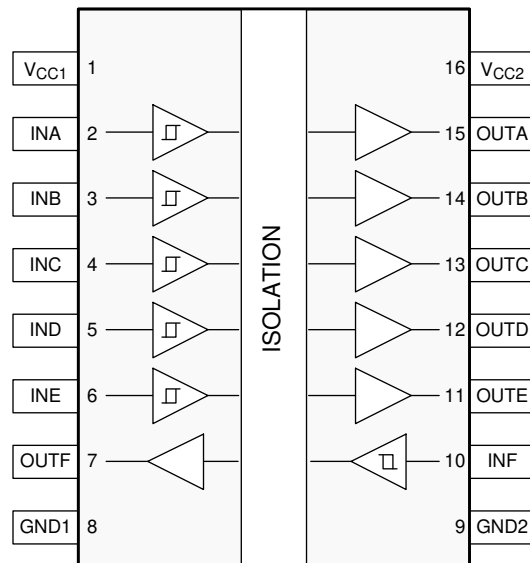 VCC1 1 16 VCC2
INA 2 15 OUTA
INB 3 14 OUTB
INC 4 13 OUTC
IND 5 12 OUTD
INE 6 11 OUTE
OUTF 7 10 INF
GND1 8 9 GND2
ISOLATION